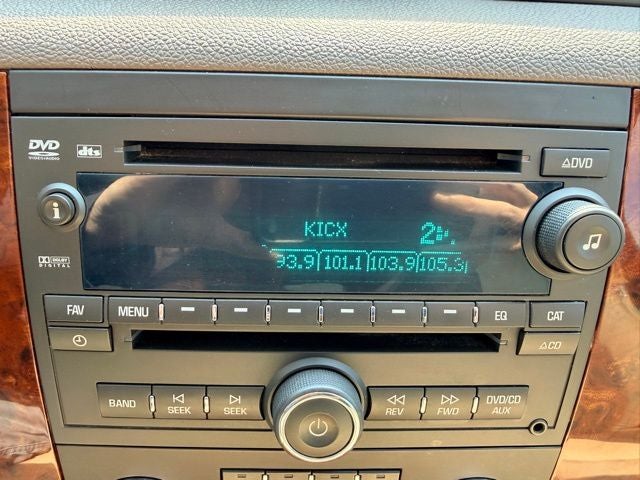 DVD VIDEO/AUDIO dts
DVD
i
KICX
DOLBY DIGITAL 93.9 101.1 103.9 105.3
FAV MENU EQ CAT
CD
BAND SEEK SEEK REV FWD DVD/CD AUX